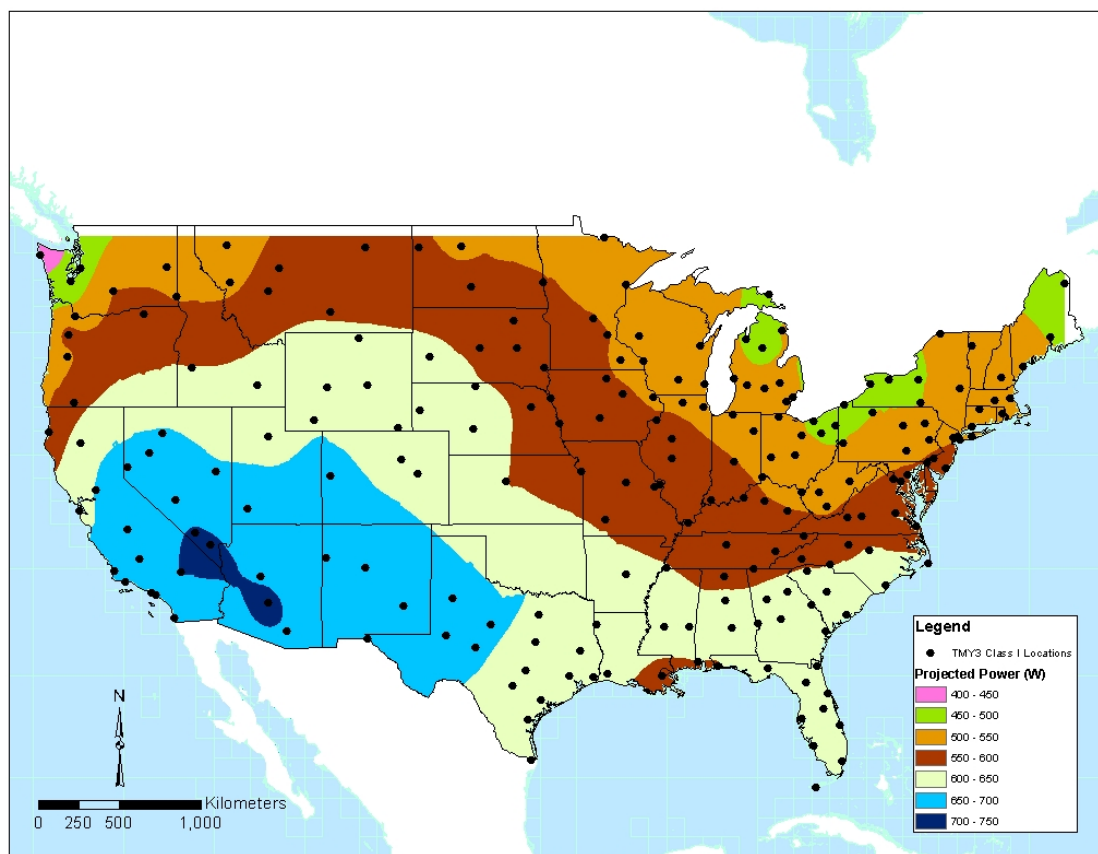 N
Kilometers
0 250 500 1,000
Legend
TMY3 Class I Locations
Projected Power (W)
400 - 450
450 - 500
500 - 550
550 - 600
600 - 650
650 - 700
700 - 750